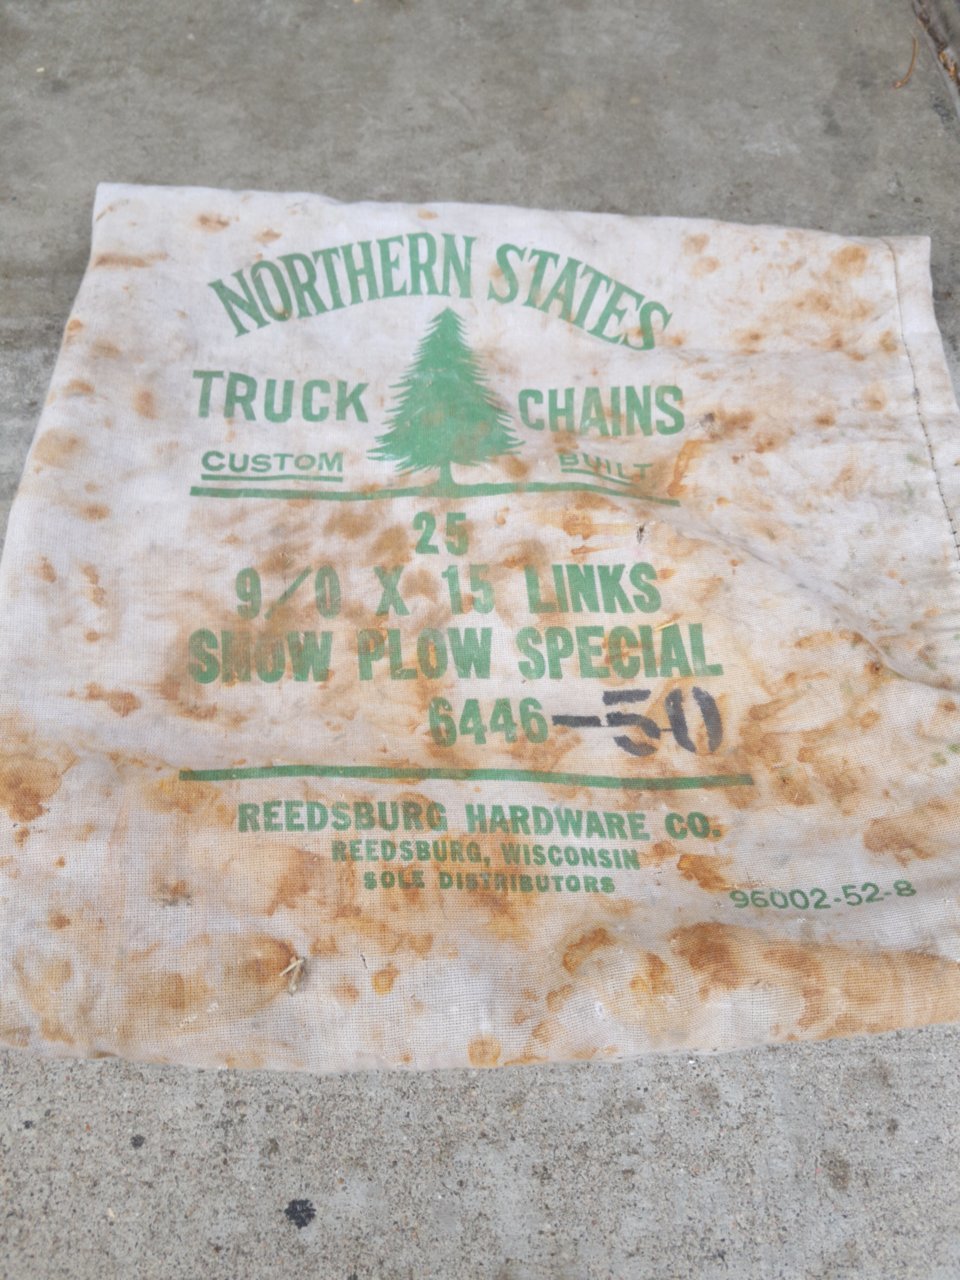 NORTHERN STATES
TRUCK CHAINS
CUSTOM BUILT
25
9/0 X 15 LINKS
SNOW PLOW SPECIAL
6446-50
REEDSBURG HARDWARE CO.
REEDSBURG, WISCONSIN
SOLE DISTRIBUTORS
96002-52-8